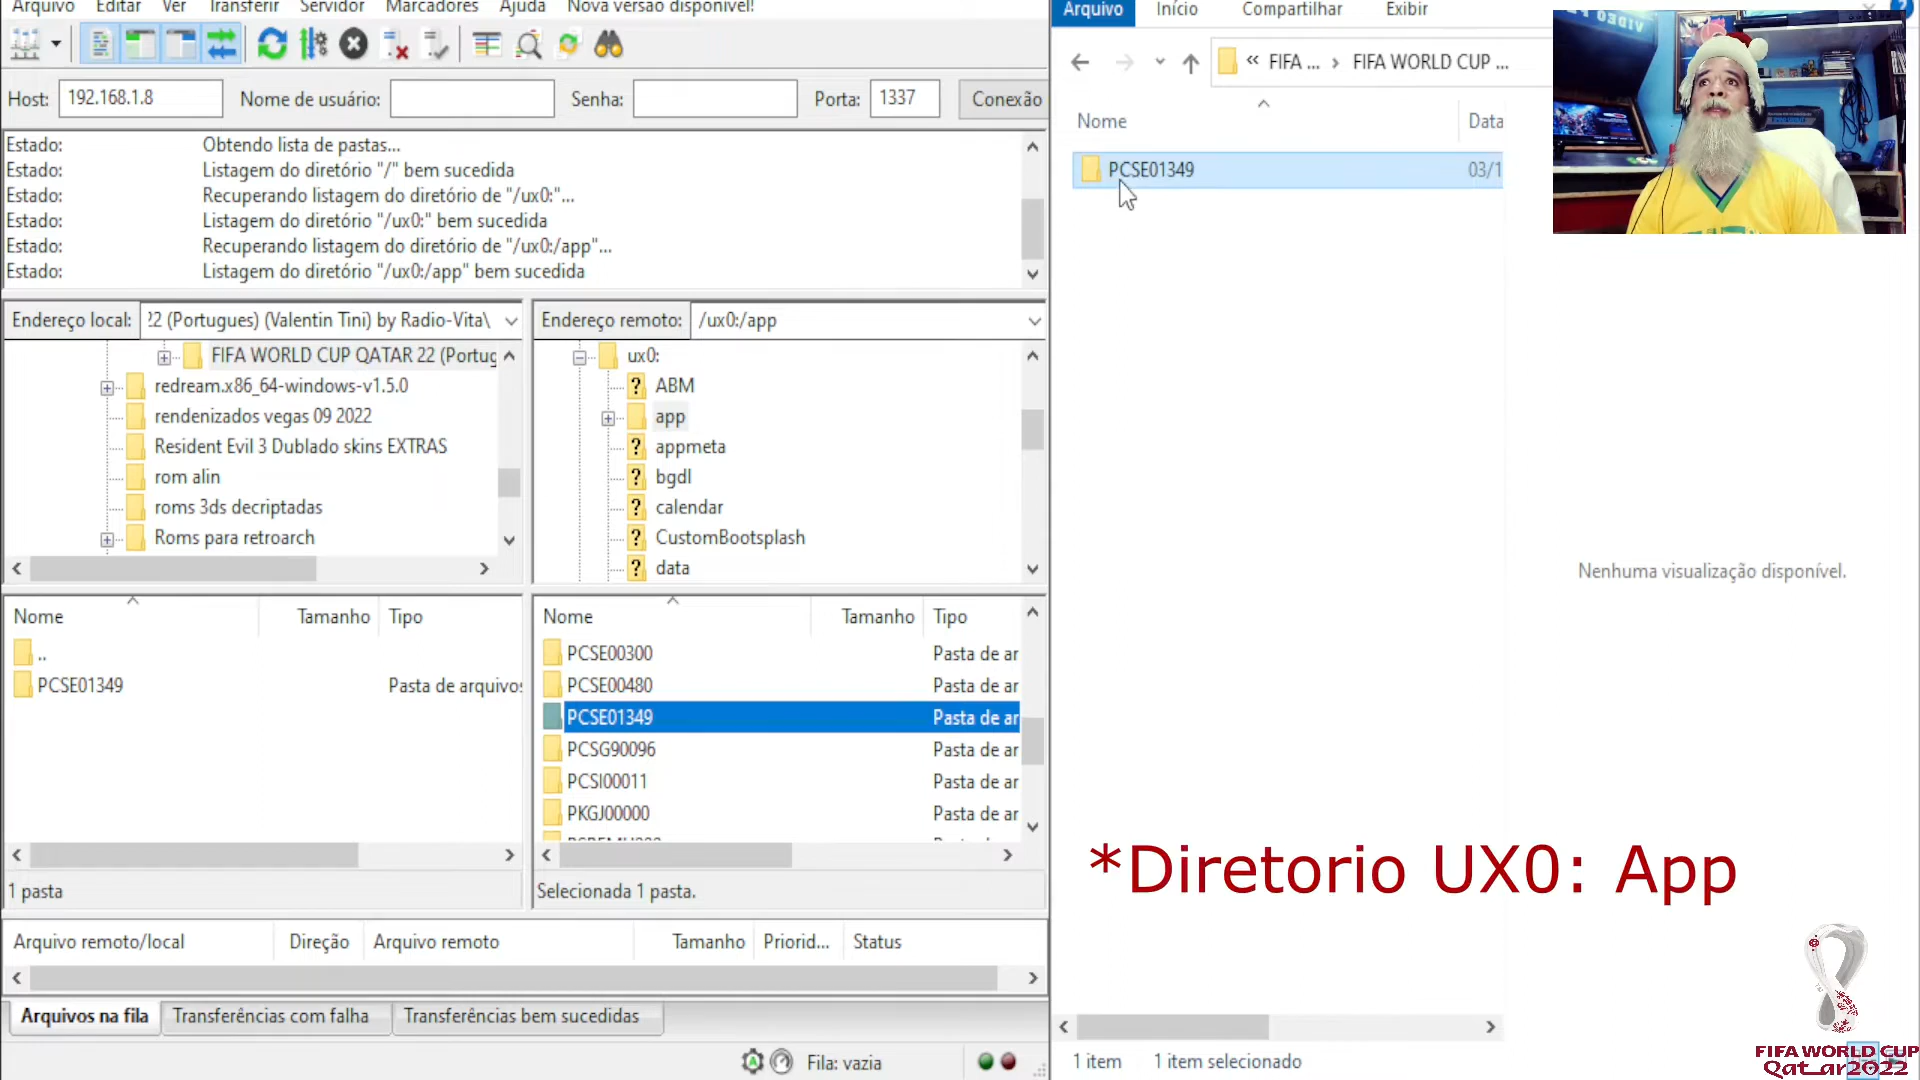 Arquivo Editar Ver Transferir Servidor Marcadores Ajuda Nova versão disponível!
Host: 192.168.1.8 Nome de usuário: Senha: Porta: 1337 Conexão
Estado: Obtendo lista de pastas...
Estado: Listagem do diretório "/" bem sucedida
Estado: Recuperando listagem do diretório de "/ux0:"...
Estado: Listagem do diretório "/ux0:" bem sucedida
Estado: Recuperando listagem do diretório de "/ux0:/app"...
Estado: Listagem do diretório "/ux0:/app" bem sucedida
Endereço local: 22 (Portugues) (Valentin Tini) by Radio-Vita\
FIFA WORLD CUP QATAR 22 (Portug
redream.x86_64-windows-v1.5.0
rendenizados vegas 09 2022
Resident Evil 3 Dublado skins EXTRAS
rom alin
roms 3ds decriptadas
Roms para retroarch
Endereço remoto: /ux0:/app
ux0:
? ABM
app
? appmeta
? bgdl
? calendar
? CustomBootsplash
? data
Nome Tamanho Tipo
..
PCSE01349 Pasta de arquivos
1 pasta
Nome Tamanho Tipo
PCSE00300 Pasta de ar
PCSE00480 Pasta de ar
PCSE01349 Pasta de ar
PCSG90096 Pasta de ar
PCSI00011 Pasta de ar
PKGJ00000 Pasta de ar
Selecionada 1 pasta.
Arquivo remoto/local Direção Arquivo remoto Tamanho Priorid... Status
Arquivos na fila Transferências com falha Transferências bem sucedidas
Fila: vazia
Arquivo Início Compartilhar Exibir
« FIFA ... › FIFA WORLD CUP ...
Nome Data
PCSE01349 03/1
Nenhuma visualização disponível.
*Diretorio UX0: App
1 item 1 item selecionado
FIFA WORLD CUP
Qatar2022